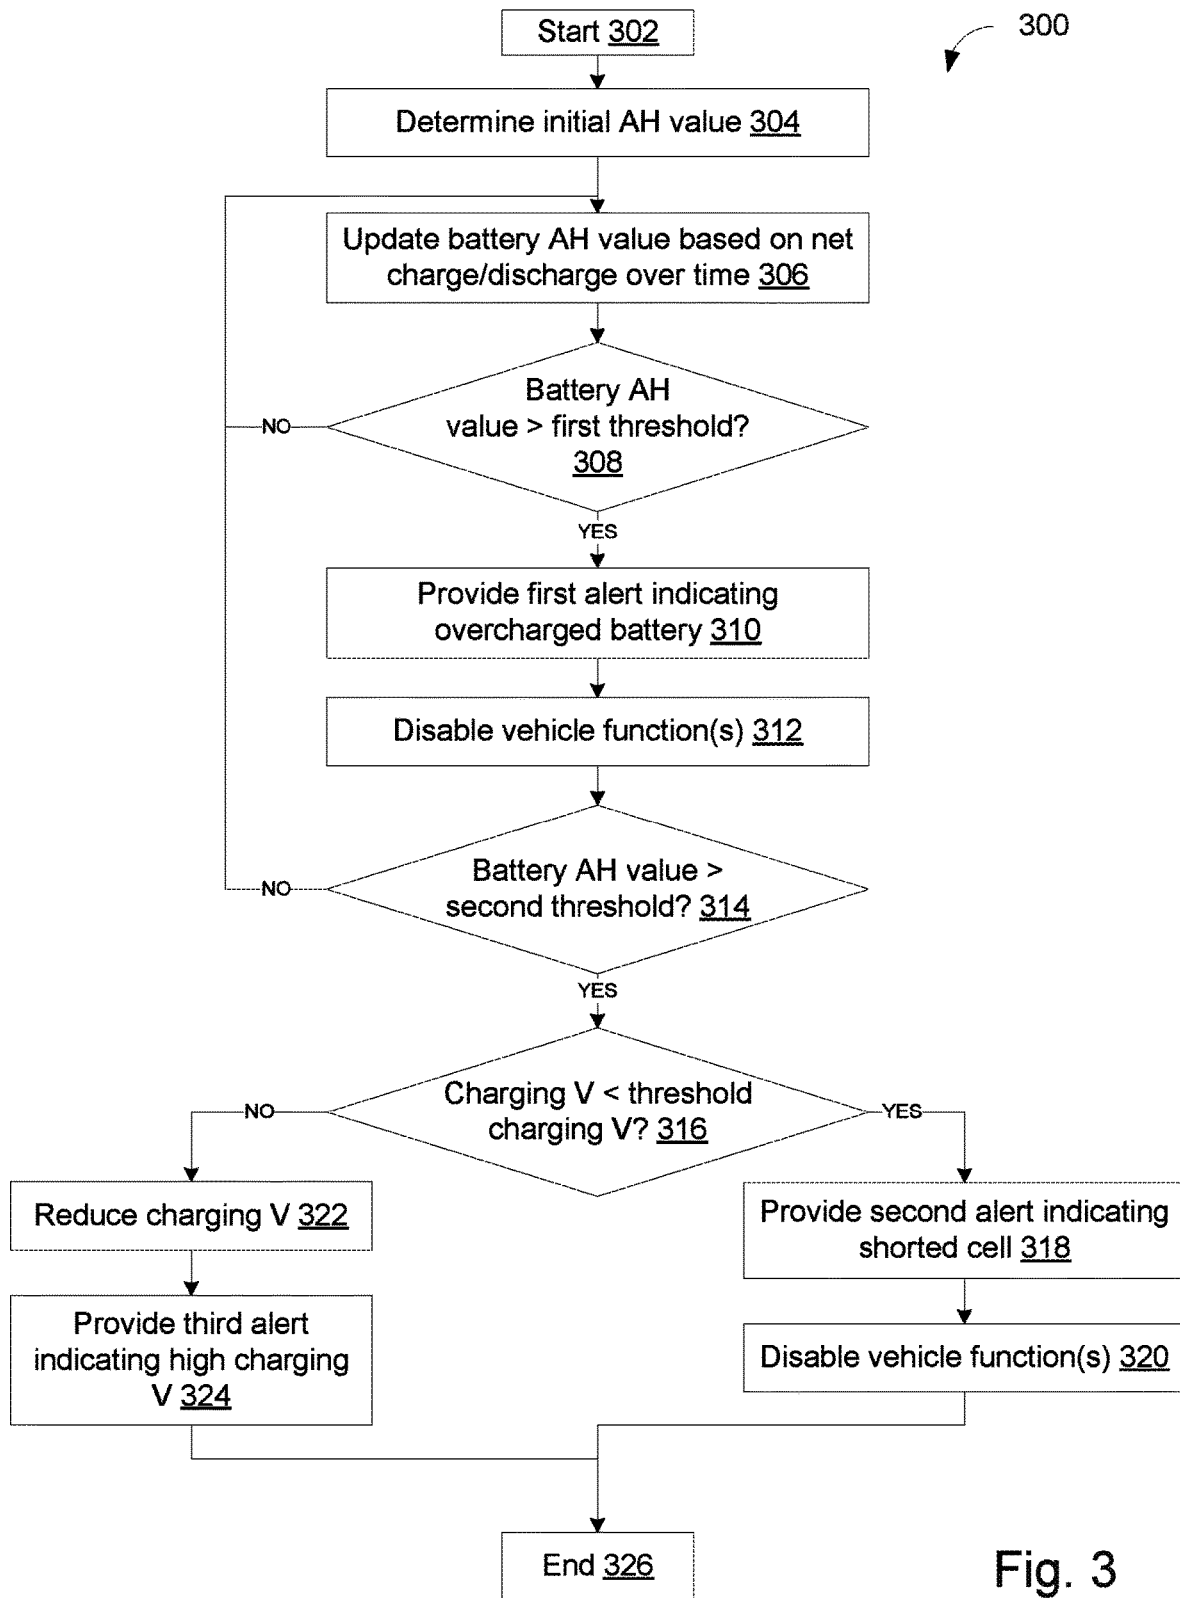 Start 302
300
Determine initial AH value 304
Update battery AH value based on net
charge/discharge over time 306
Battery AH
value > first threshold?
308
NO
YES
Provide first alert indicating
overcharged battery 310
Disable vehicle function(s) 312
Battery AH value >
second threshold? 314
NO
YES
Charging V < threshold
charging V? 316
NO
YES
Reduce charging V 322
Provide third alert
indicating high charging
V 324
Provide second alert indicating
shorted cell 318
Disable vehicle function(s) 320
End 326
Fig. 3